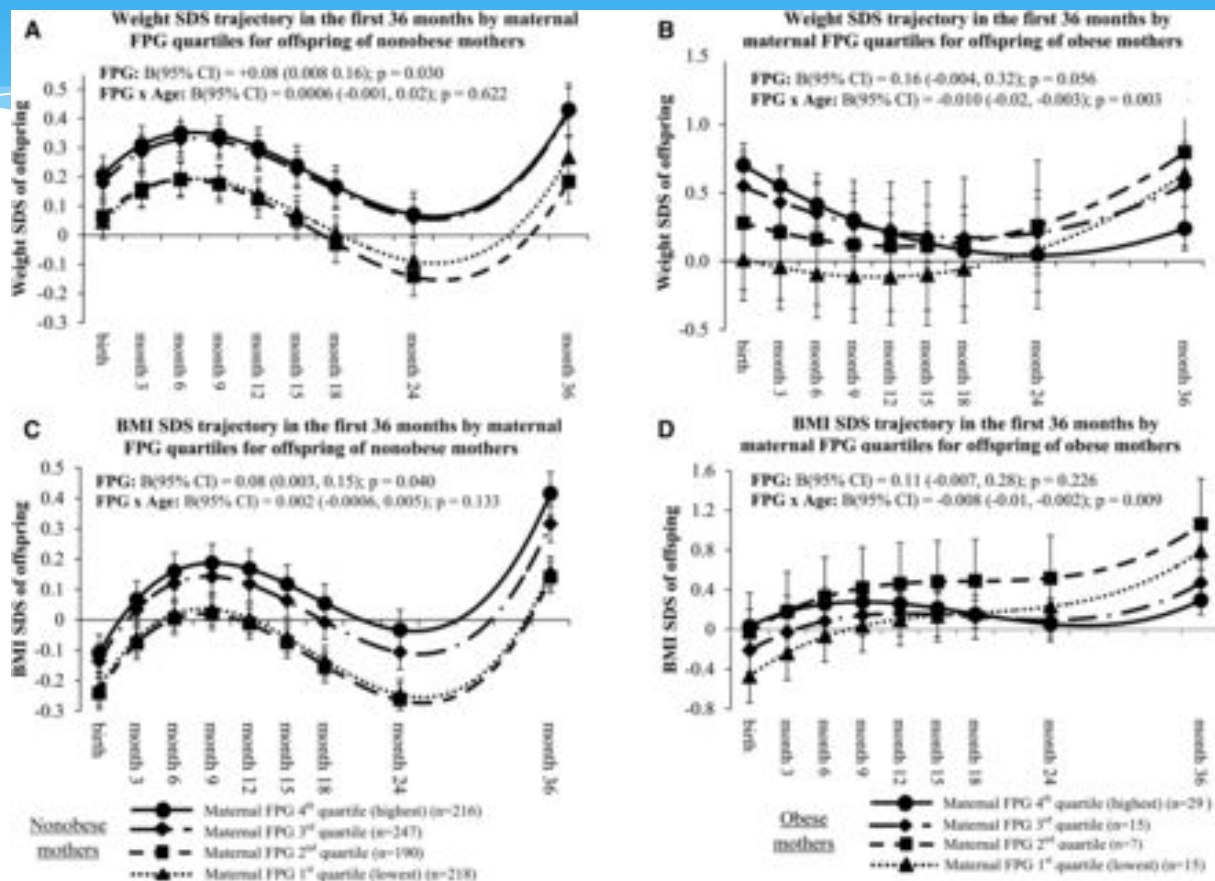 A
Weight SDS trajectory in the first 36 months by maternal
FPG quartiles for offspring of nonobese mothers
FPG: B(95% CI) = +0.08 (0.008 0.16); p = 0.030
FPG x Age: B(95% CI) = 0.0006 (-0.001, 0.02); p = 0.622
Weight SDS of offspring
0.5
0.4
0.3
0.2
0.1
0
-0.1
-0.2
-0.3
birth
month 3
month 6
month 9
month 12
month 15
month 18
month 24
month 36
B
Weight SDS trajectory in the first 36 months by
maternal FPG quartiles for offspring of obese mothers
FPG: B(95% CI) = 0.16 (-0.004, 0.32); p = 0.056
FPG x Age: B(95% CI) = -0.010 (-0.02, -0.003); p = 0.003
Weight SDS of offspring
1.5
1.0
0.5
0.0
-0.5
birth
month 3
month 6
month 9
month 12
month 15
month 18
month 24
month 36
C
BMI SDS trajectory in the first 36 months by maternal
FPG quartiles for offspring of nonobese mothers
FPG: B(95% CI) = 0.08 (0.003, 0.15); p = 0.040
FPG x Age: B(95% CI) = 0.002 (-0.0006, 0.005); p = 0.133
BMI SDS of offspring
0.5
0.4
0.3
0.2
0.1
0
-0.1
-0.2
-0.3
birth
month 3
month 6
month 9
month 12
month 15
month 18
month 24
month 36
D
BMI SDS trajectory in the first 36 months by
maternal FPG quartiles for offspring of obese mothers
FPG: B(95% CI) = 0.11 (-0.007, 0.28); p = 0.226
FPG x Age: B(95% CI) = -0.008 (-0.01, -0.002); p = 0.009
BMI SDS of offsping
1.6
1.2
0.8
0.4
0
-0.4
-0.8
birth
month 3
month 6
month 9
month 12
month 15
month 18
month 24
month 36
Nonobese
mothers
Maternal FPG 4th quartile (highest) (n=216)
Maternal FPG 3rd quartile (n=247)
Maternal FPG 2nd quartile (n=190)
Maternal FPG 1st quartile (lowest) (n=218)
Obese
mothers
Maternal FPG 4th quartile (highest) (n=29 )
Maternal FPG 3rd quartile (n=15)
Maternal FPG 2nd quartile (n=7)
Maternal FPG 1st quartile (lowest) (n=15)